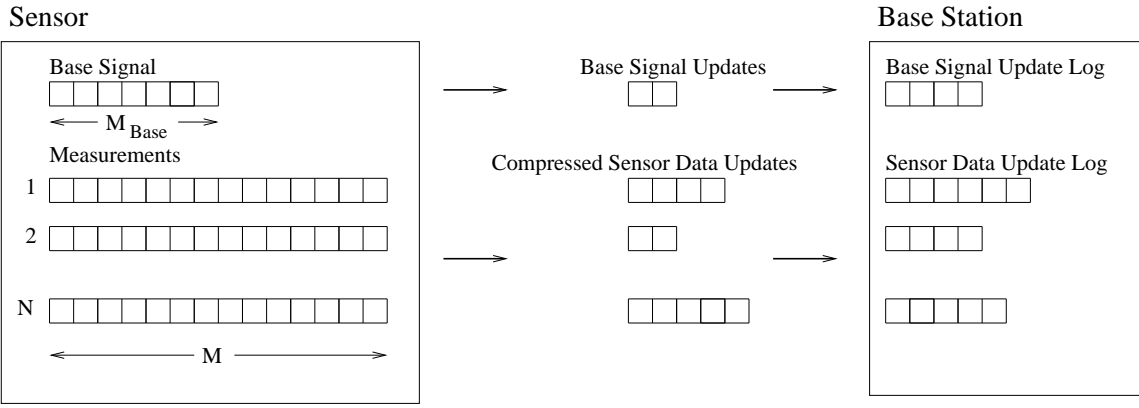 Sensor
Base Station
Base Signal
M Base
Measurements
1
2
N
M
Base Signal Updates
Compressed Sensor Data Updates
Base Signal Update Log
Sensor Data Update Log